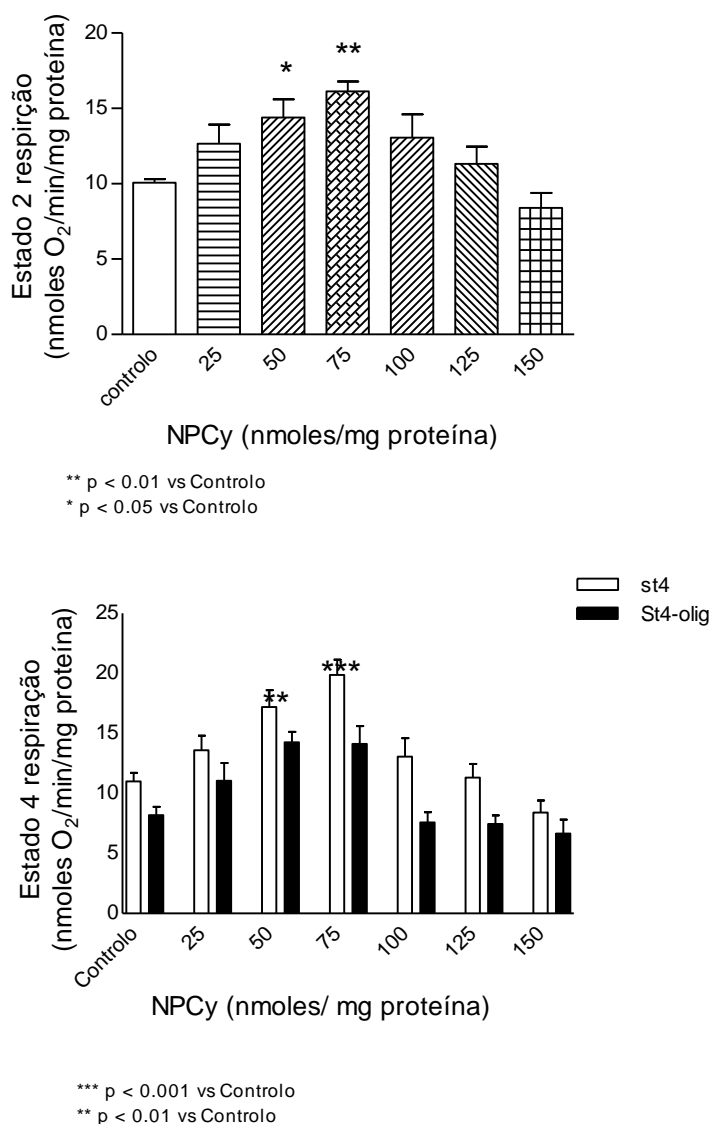 20
15
10
5
0
Estado 2 respirção
(nmoles O₂/min/mg proteína)
*
**
controlo
25
50
75
100
125
150
NPCy (nmoles/mg proteína)
** p < 0.01 vs Controlo
* p < 0.05 vs Controlo
st4
St4-olig
25
20
15
10
5
0
Estado 4 respiração
(nmoles O₂/min/mg proteína)
**
***
Controlo
25
50
75
100
125
150
NPCy (nmoles/ mg proteína)
*** p < 0.001 vs Controlo
** p < 0.01 vs Controlo